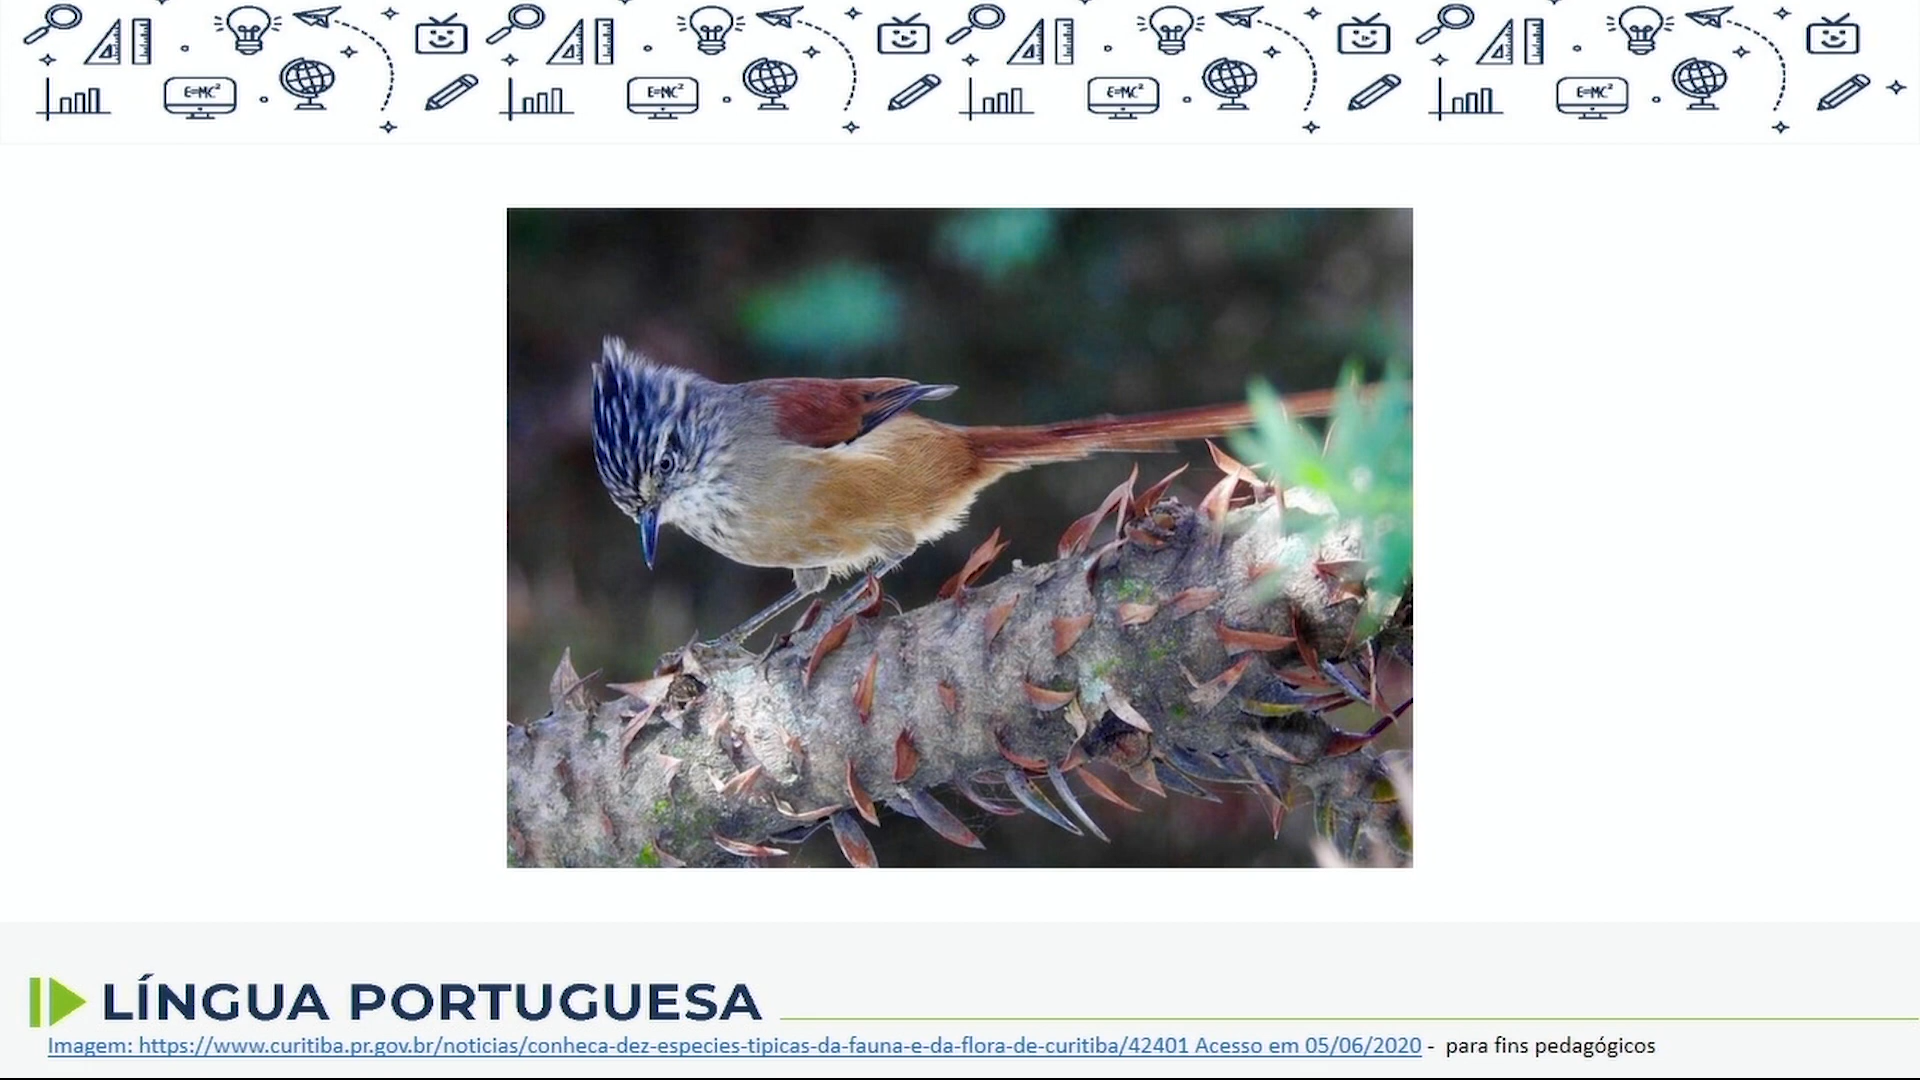 E=MC² E=MC² E=MC² E=MC²
LÍNGUA PORTUGUESA
Imagem: https://www.curitiba.pr.gov.br/noticias/conheca-dez-especies-tipicas-da-fauna-e-da-flora-de-curitiba/42401 Acesso em 05/06/2020 - para fins pedagógicos